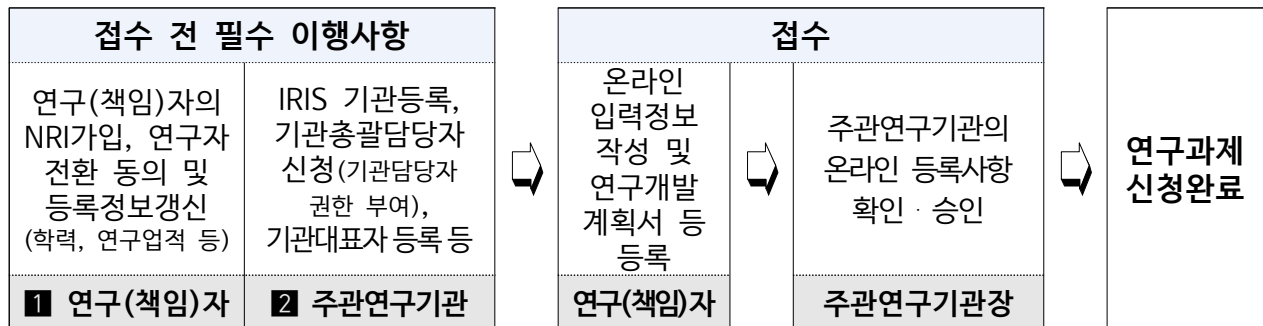 접수 전 필수 이행사항
연구(책임)자의
NRI가입, 연구자
전환 동의 및
등록정보갱신
(학력, 연구업적 등)
1 연구(책임)자
IRIS 기관등록,
기관총괄담당자
신청(기관담당자
권한 부여),
기관대표자 등록 등
2 주관연구기관
접수
온라인
입력정보
작성 및
연구개발
계획서 등
등록
연구(책임)자
주관연구기관의
온라인 등록사항
확인 · 승인
주관연구기관장
연구과제
신청완료